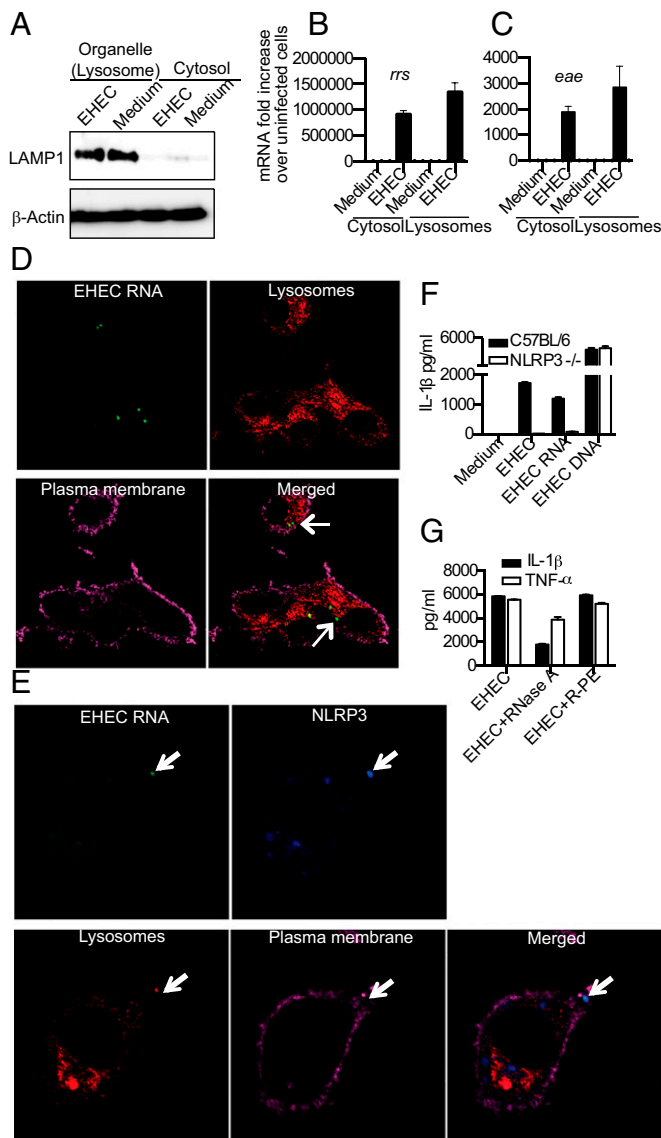 A
Organelle
(Lysosome)
Cytosol
EHEC
Medium
EHEC
Medium
LAMP1
β-Actin
B
mRNA fold increase
over uninfected cells
2000000
1500000
1000000
500000
0
rrs
Medium
EHEC
Medium
EHEC
Cytosol
Lysosomes
C
4000
3000
2000
1000
0
eae
Medium
EHEC
Medium
EHEC
Cytosol
Lysosomes
D
EHEC RNA
Lysosomes
Plasma membrane
Merged
E
EHEC RNA
NLRP3
Lysosomes
Plasma membrane
Merged
F
IL-1β pg/ml
6000
2000
1000
0
C57BL/6
NLRP3 -/-
Medium
EHEC
EHEC RNA
EHEC DNA
G
pg/ml
8000
6000
4000
2000
0
IL-1β
TNF-α
EHEC
EHEC+RNase A
EHEC+R-PE